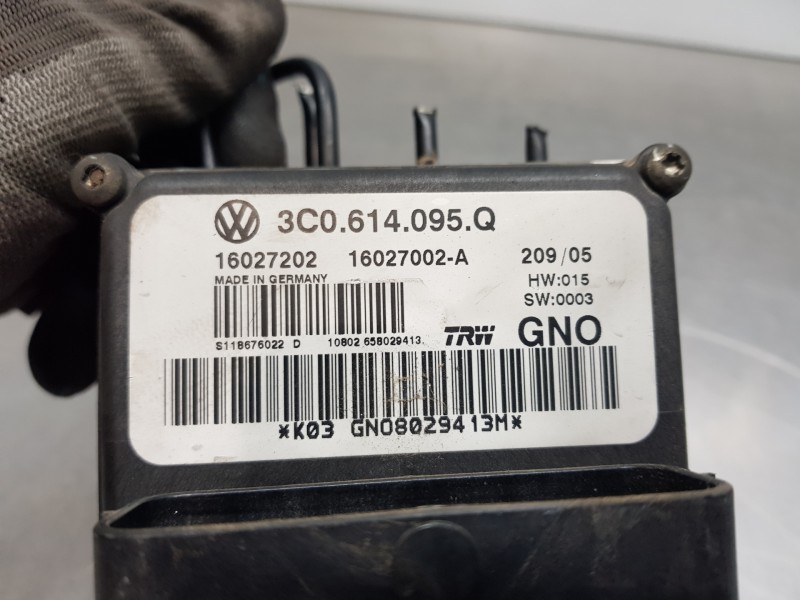 3C0.614.095.Q
16027202 16027002-A 209/05
MADE IN GERMANY HW:015
SW:0003
S118676022 D 10802 658029413. TRW GNO
*K03 GNO8029413M*